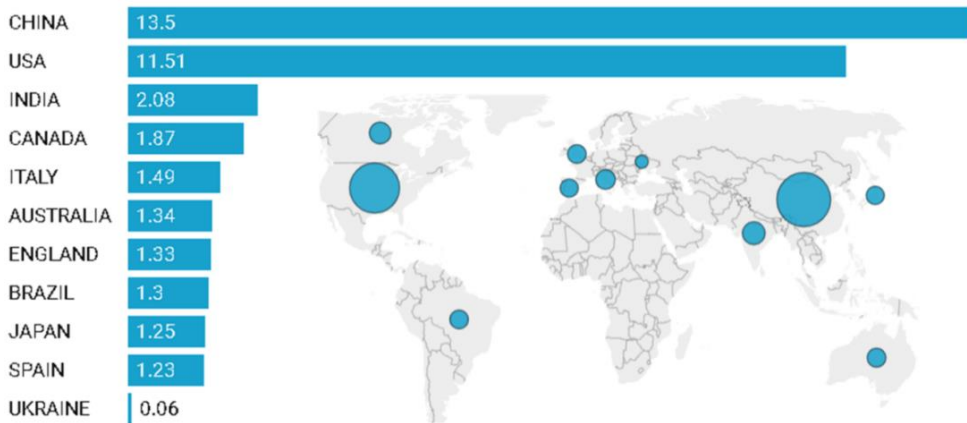 CHINA 13.5
USA 11.51
INDIA 2.08
CANADA 1.87
ITALY 1.49
AUSTRALIA 1.34
ENGLAND 1.33
BRAZIL 1.3
JAPAN 1.25
SPAIN 1.23
UKRAINE 0.06